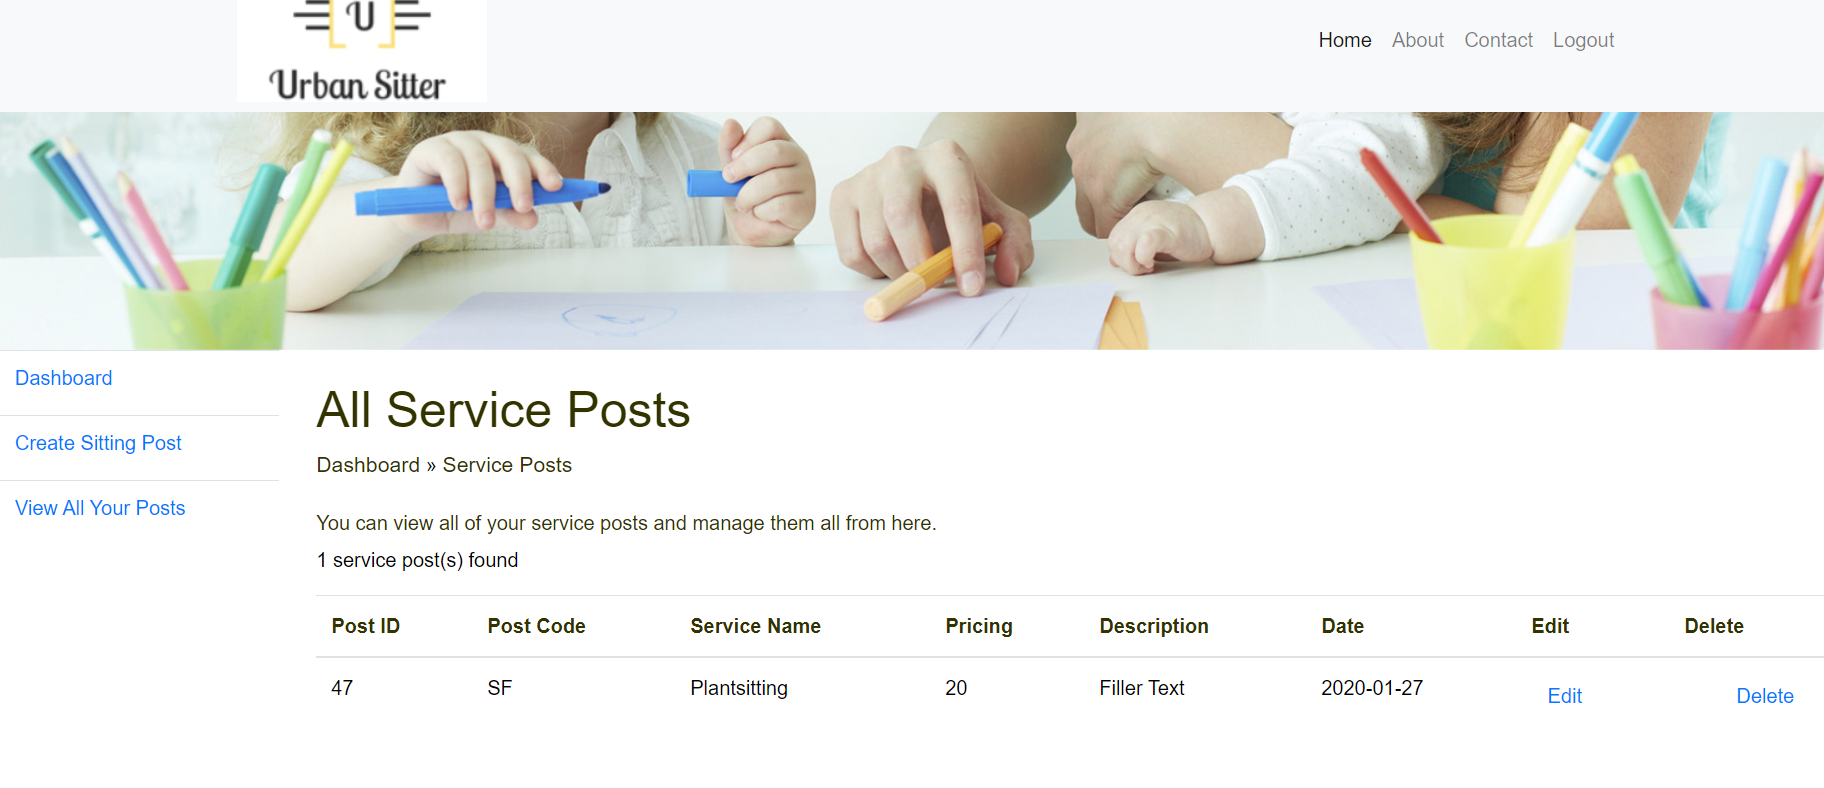 U
Urban Sitter
Home About Contact Logout
Dashboard
Create Sitting Post
View All Your Posts
All Service Posts
Dashboard » Service Posts
You can view all of your service posts and manage them all from here.
1 service post(s) found
Post ID Post Code Service Name Pricing Description Date Edit Delete
47 SF Plantsitting 20 Filler Text 2020-01-27 Edit Delete